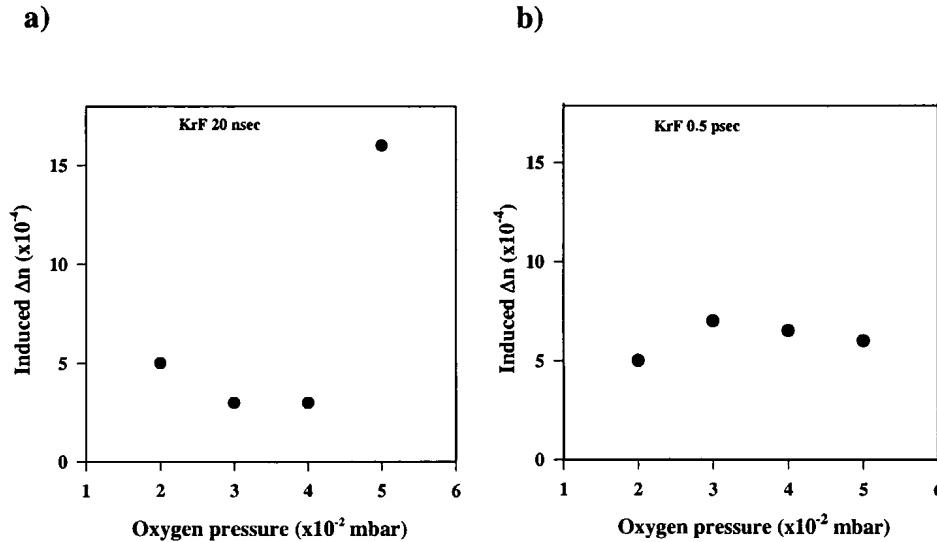 a)
KrF 20 nsec
Induced Δn (x10⁻⁴)
15
10
5
0
1 2 3 4 5 6
Oxygen pressure (x10⁻² mbar)
b)
KrF 0.5 psec
Induced Δn (x10⁻⁴)
15
10
5
0
1 2 3 4 5 6
Oxygen pressure (x10⁻² mbar)